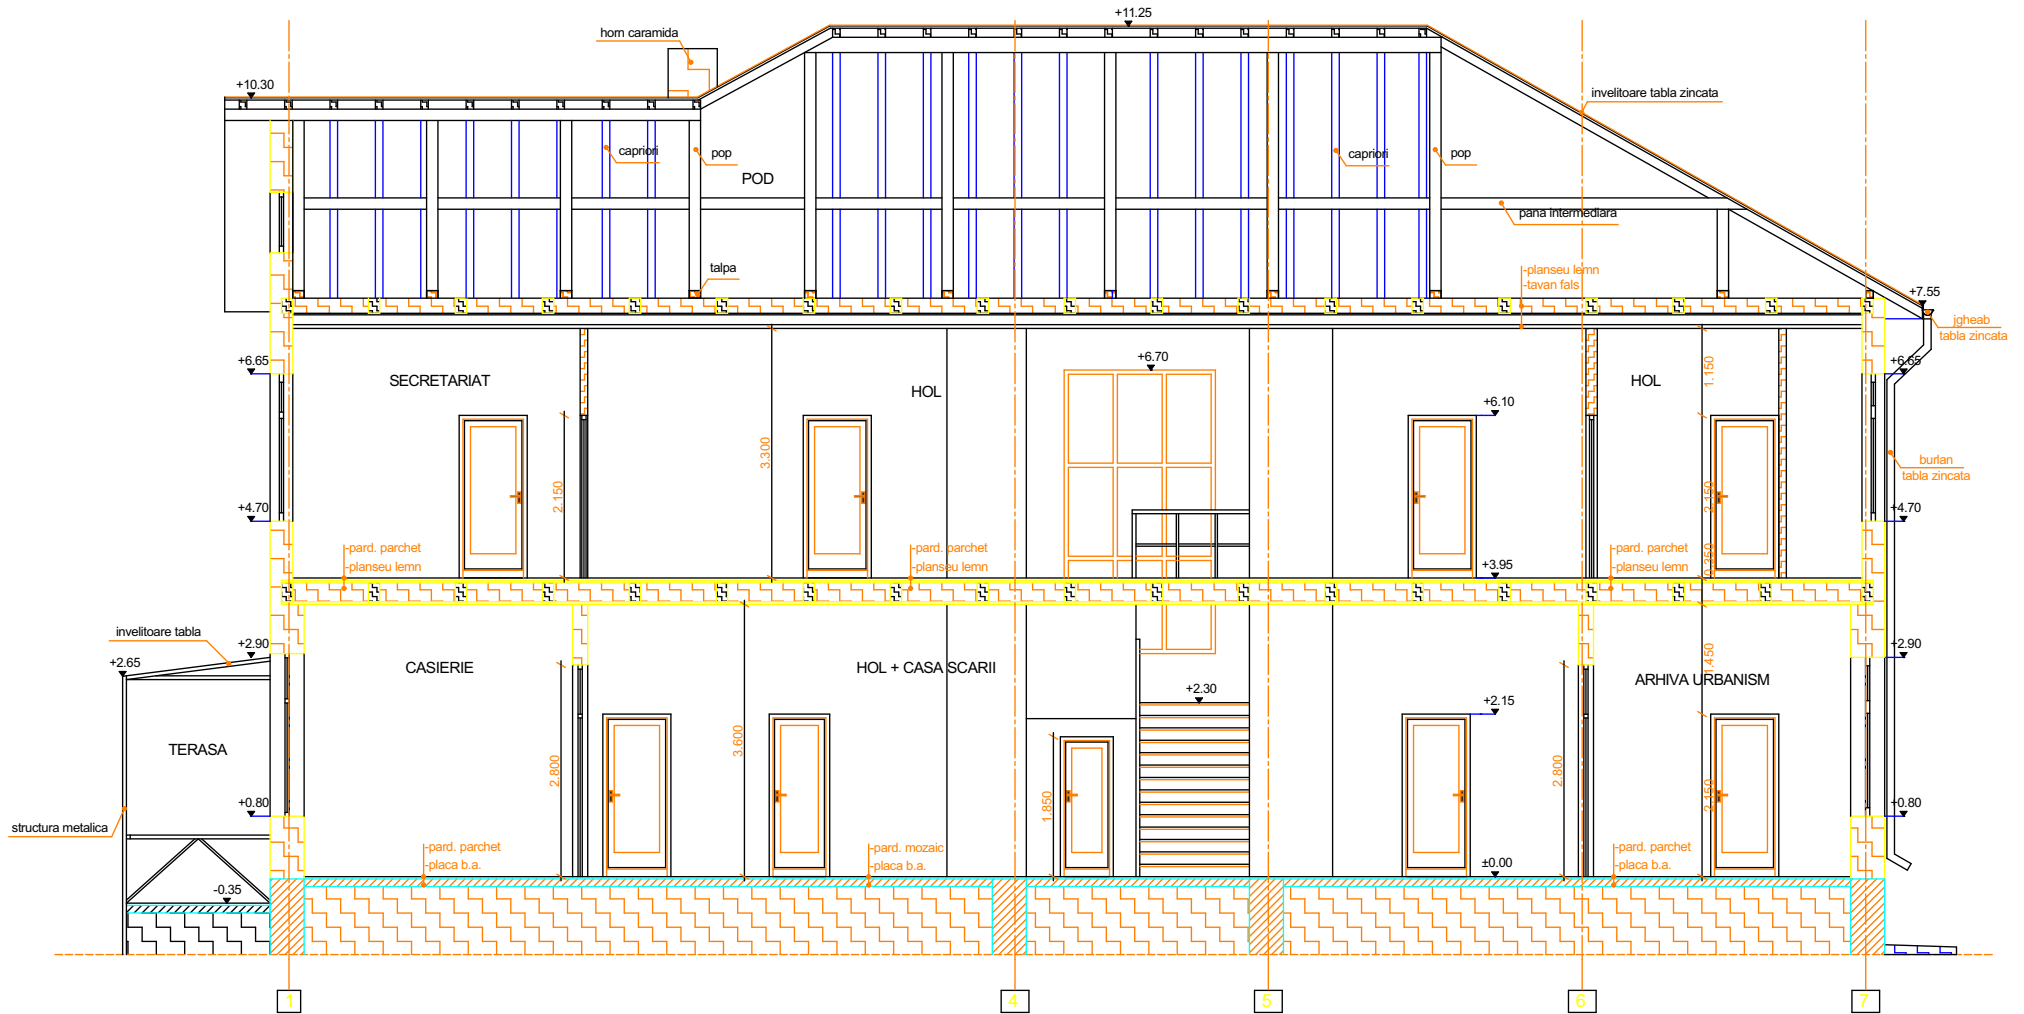 +11.25
horn caramida
+10.30
invelitoare tabla zincata
capriori
pop
capriori
pop
POD
pana intermediara
talpa
-planseu lemn
-tavan fals
+7.55
jgheab
tabla zincata
+6.65
SECRETARIAT
HOL
+6.70
HOL
1.150
+6.65
+6.10
3.300
2.150
2.150
burlan
tabla zincata
+4.70
+4.70
-pard. parchet
-planseu lemn
-pard. parchet
-planseu lemn
-pard. parchet
-planseu lemn
0.350
+3.95
invelitoare tabla
+2.90
+2.65
CASIERIE
HOL + CASA SCARII
1.450
ARHIVA URBANISM
+2.90
+2.30
+2.15
TERASA
3.600
2.800
2.800
2.150
1.850
+0.80
+0.80
structura metalica
-pard. parchet
-placa b.a.
-pard. mozaic
-placa b.a.
-pard. parchet
-placa b.a.
±0.00
-0.35
1
4
5
6
7